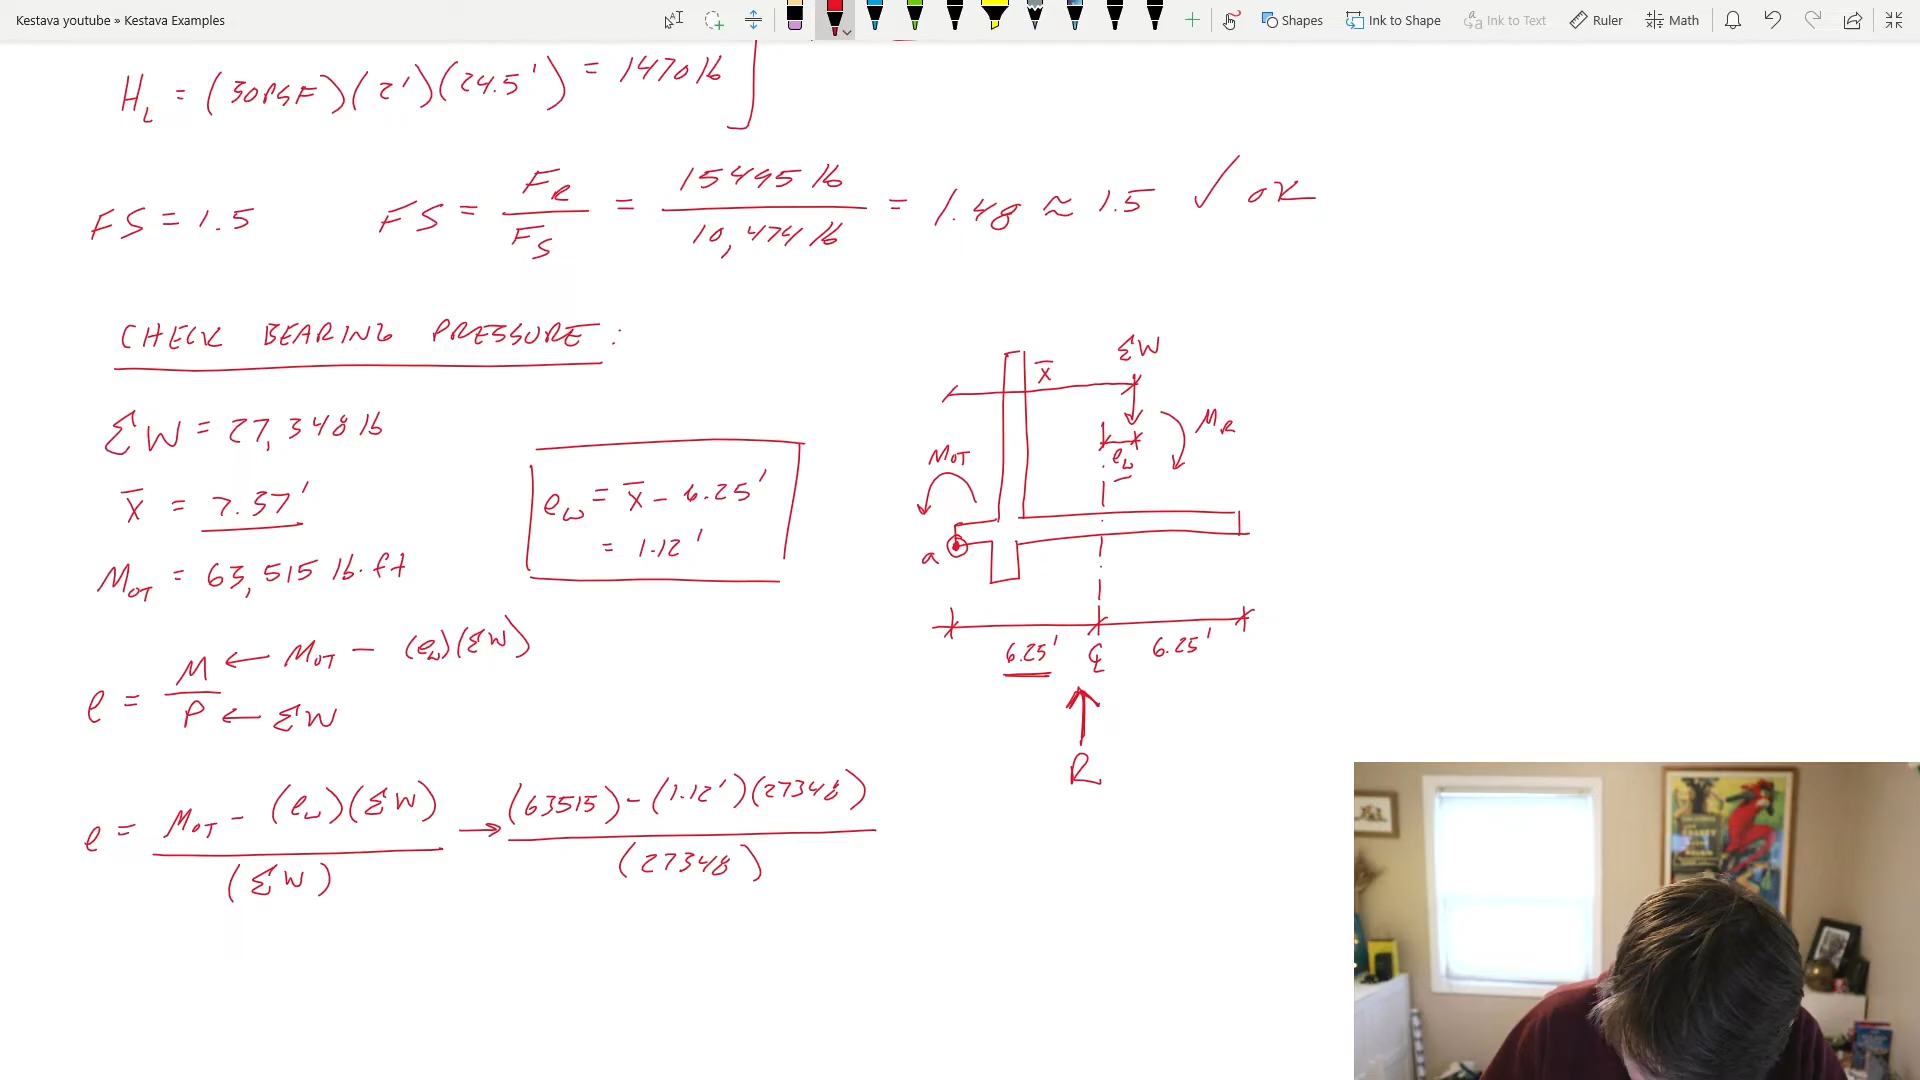 Kestava youtube » Kestava Examples
Shapes
Ink to Shape
Ink to Text
Ruler
Math
H_L = (30PSF)(2')(24.5') = 1470 lb
FS = 1.5
FS = F_R / F_S = 15495 lb / 10,474 lb = 1.48 ≈ 1.5 ✓ OK
CHECK BEARING PRESSURE:
ΣW = 27,348 lb
x̄ = 7.37'
M_OT = 63,515 lb·ft
e_w = x̄ - 6.25'
= 1.12'
e = M / P
M ← M_OT - (e_w)(ΣW)
P ← ΣW
e = M_OT - (e_w)(ΣW) / (ΣW) → (63515) - (1.12')(27348) / (27348)
ΣW
x̄
M_R
e_w
M_OT
a
6.25'
℄
6.25'
R